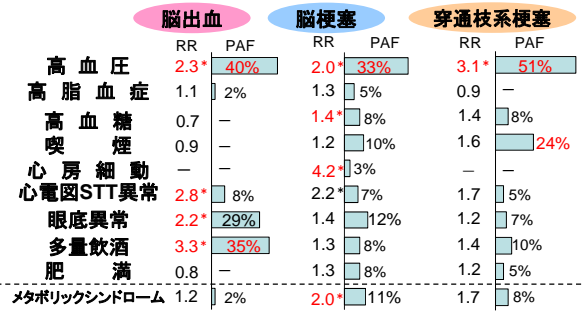 脳出血 脳梗塞 穿通枝系梗塞
RR PAF RR PAF RR PAF
高血圧 2.3* 40% 2.0* 33% 3.1* 51%
高脂血症 1.1 2% 1.3 5% 0.9 －
高血糖 0.7 － 1.4* 8% 1.4 8%
喫煙 0.9 － 1.2 10% 1.6 24%
心房細動 － － 4.2* 3% － －
心電図STT異常 2.8* 8% 2.2* 7% 1.7 5%
眼底異常 2.2* 29% 1.4 12% 1.2 7%
多量飲酒 3.3* 35% 1.3 8% 1.4 10%
肥満 0.8 － 1.3 8% 1.2 5%
メタボリックシンドローム 1.2 2% 2.0* 11% 1.7 8%